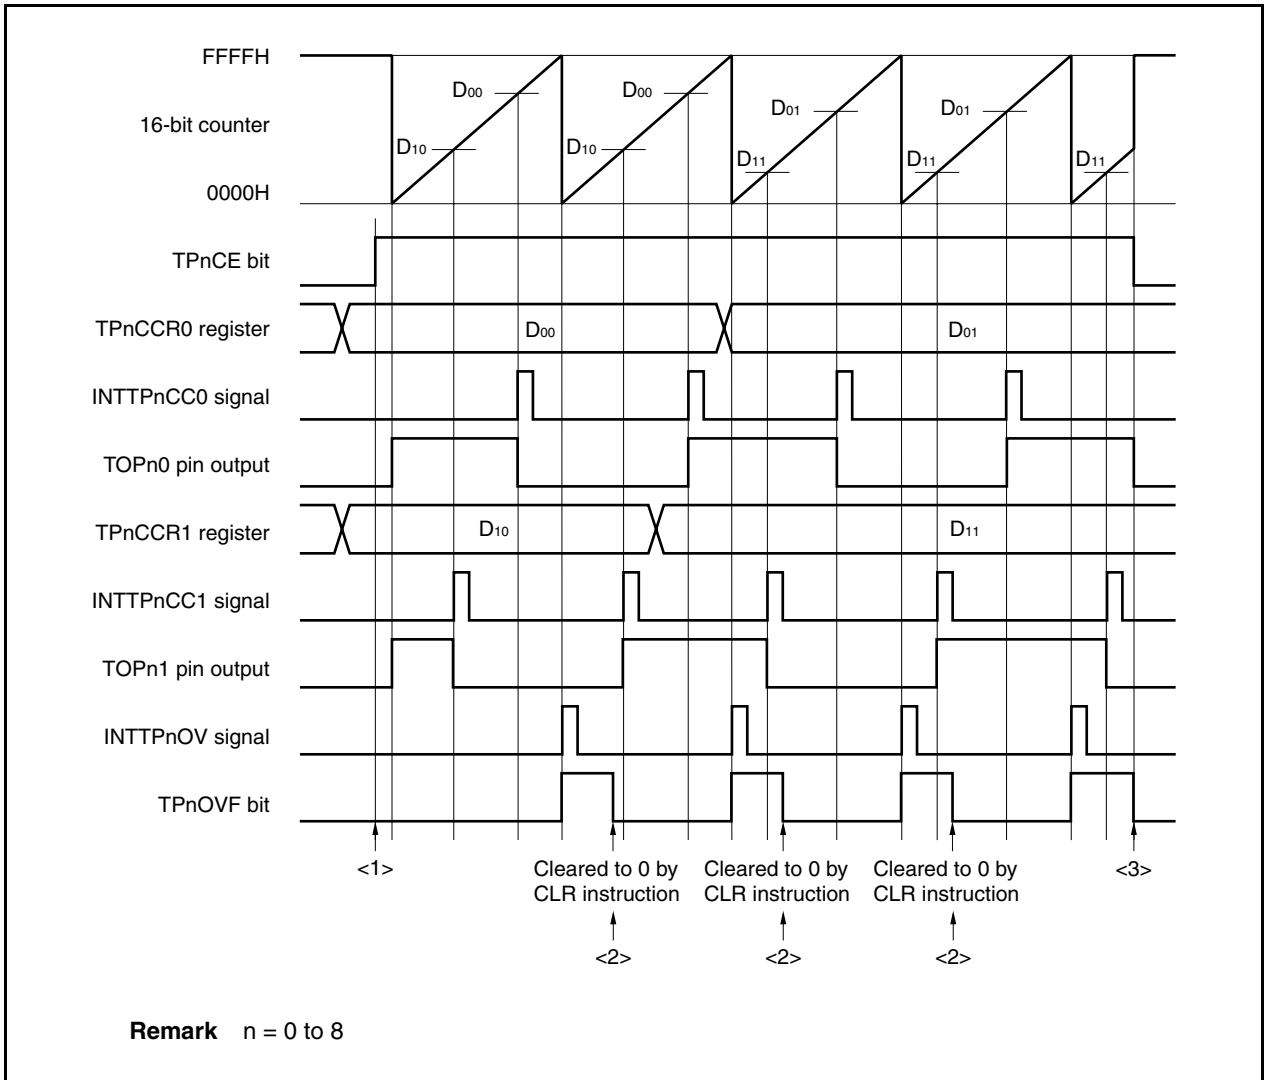 FFFFH
D00
D00
D01
D01
16-bit counter
D10
D10
D11
D11
D11
0000H
TPnCE bit
TPnCCR0 register
D00
D01
INTTPnCC0 signal
TOPn0 pin output
TPnCCR1 register
D10
D11
INTTPnCC1 signal
TOPn1 pin output
INTTPnOV signal
TPnOVF bit
<1>
Cleared to 0 by
CLR instruction
<2>
Cleared to 0 by
CLR instruction
<2>
Cleared to 0 by
CLR instruction
<2>
<3>
Remark n = 0 to 8